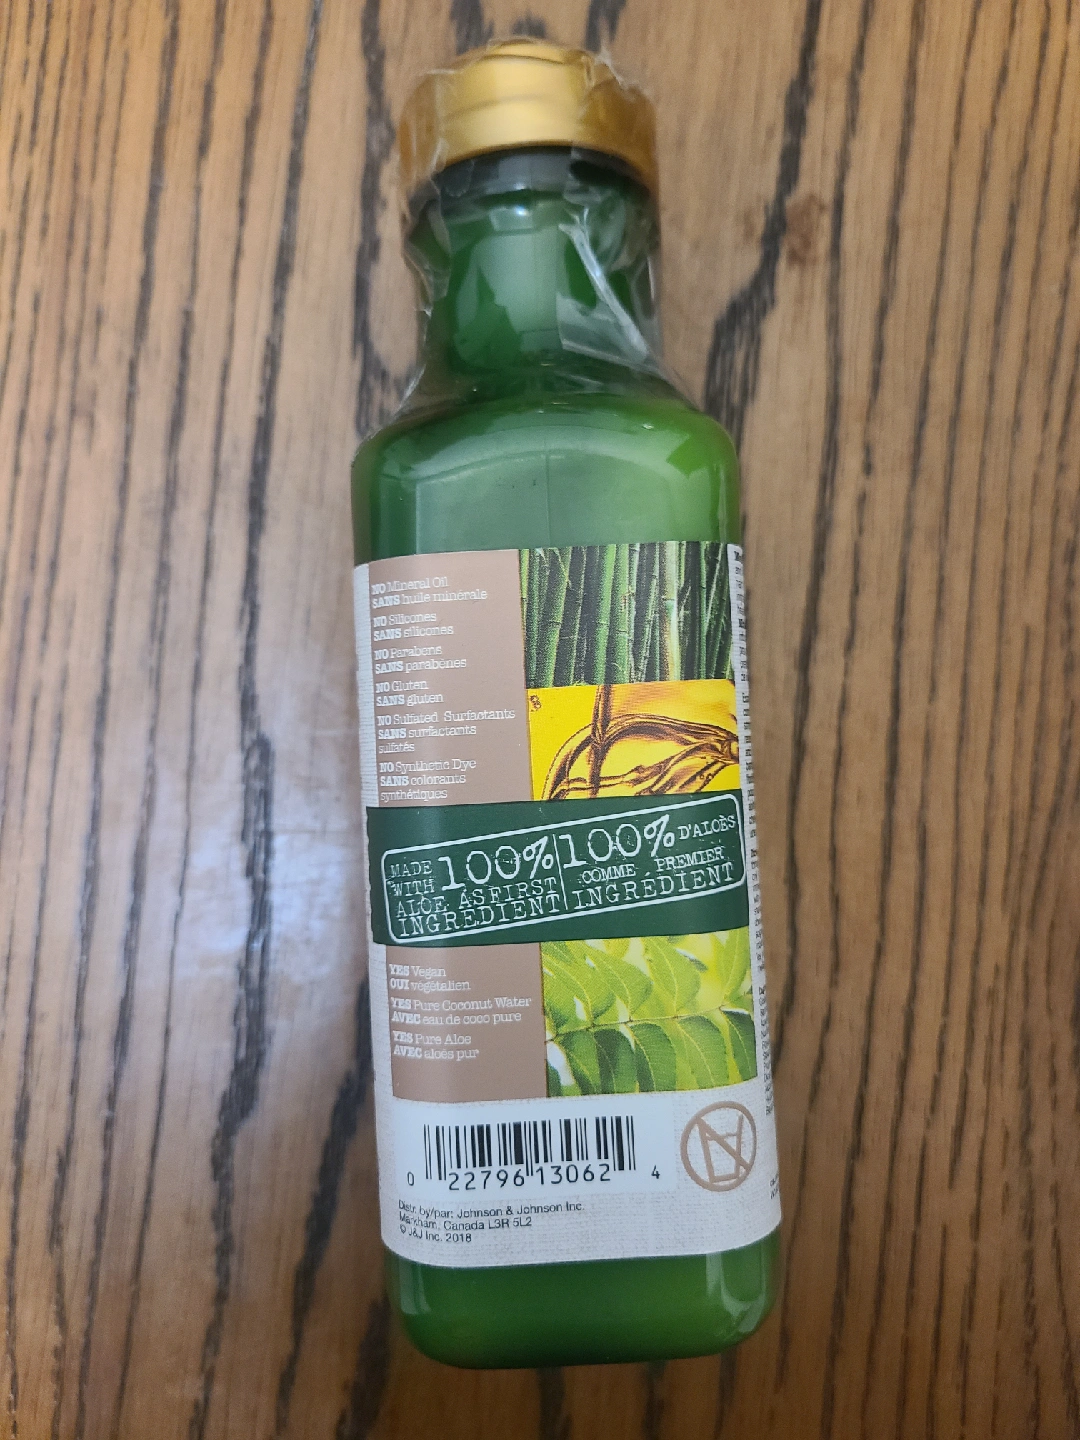 NO Mineral Oil
SANS huile minérale
NO Silicones
SANS silicones
NO Parabens
SANS parabènes
NO Gluten
SANS gluten
NO Sulfated Surfactants
SANS surfactants
sulfatés
NO Synthetic Dye
SANS colorants
synthétiques
MADE
WITH 100%
ALOE AS FIRST
INGREDIENT
100% D'ALOÈS
COMME PREMIER
INGRÉDIENT
YES Vegan
OUI végétalien
YES Pure Coconut Water
AVEC eau de coco pure
YES Pure Aloe
AVEC aloès pur
0 22796 13062 4
Distr. by/par: Johnson & Johnson Inc.
Markham, Canada L3R 5L2
© J&J Inc. 2018